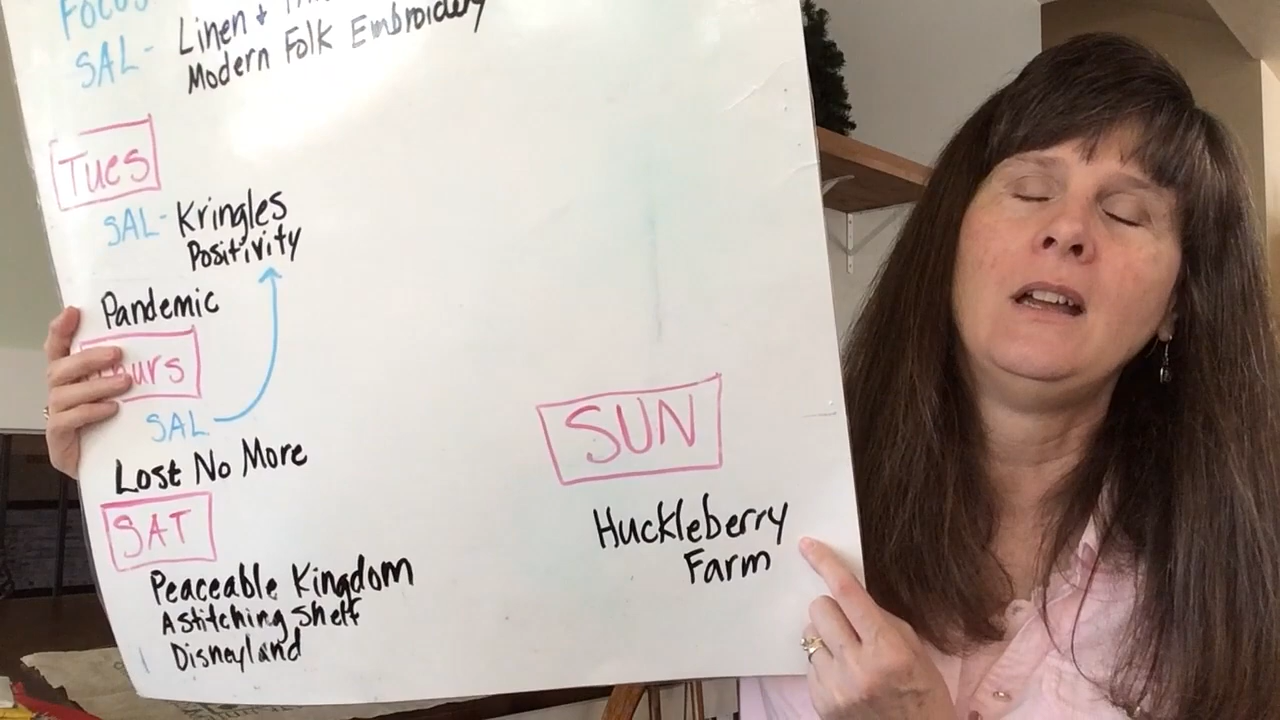 FOCUS
SAL- Linen &
Modern Folk Embroidery
Tues
SAL- Kringles
Positivity
Pandemic
SAL
Lost No More
SAT
Peaceable Kingdom
A stitching Shelf
Disneyland
SUN
Huckleberry
Farm